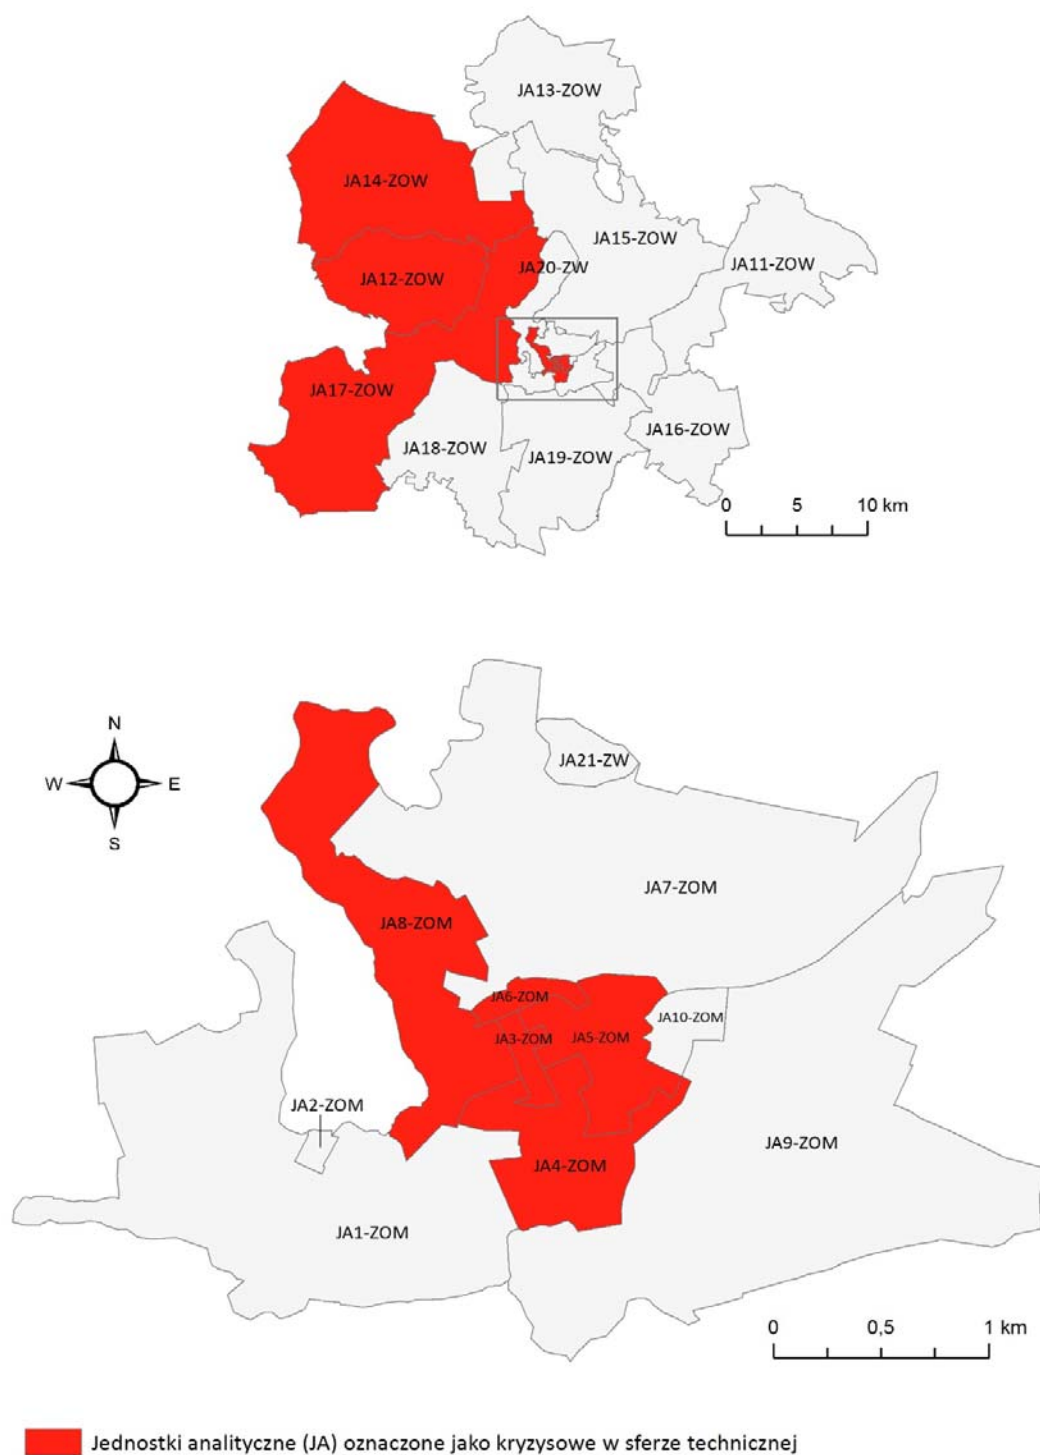 JA13-ZOW
JA14-ZOW
JA15-ZOW
JA11-ZOW
JA20-ZW
JA12-ZOW
JA17-ZOW
JA16-ZOW
JA18-ZOW
JA19-ZOW
0 5 10 km
N
W E
S
JA21-ZW
JA7-ZOM
JA8-ZOM
JA6-ZOM
JA10-ZOM
JA3-ZOM
JA5-ZOM
JA2-ZOM
JA9-ZOM
JA4-ZOM
JA1-ZOM
0 0,5 1 km
Jednostki analityczne (JA) oznaczone jako kryzysowe w sferze technicznej